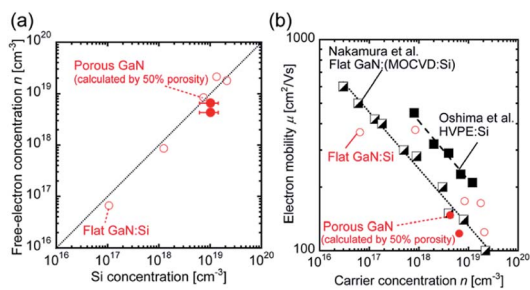 (a)
Free-electron concentration n [cm⁻³]
10²⁰
10¹⁹
10¹⁸
10¹⁷
10¹⁶
Porous GaN
(calculated by 50% porosity)
Flat GaN:Si
10¹⁶ 10¹⁷ 10¹⁸ 10¹⁹ 10²⁰
Si concentration [cm⁻³]
(b)
Electron mobility μ [cm²/Vs]
1000
100
Nakamura et al.
Flat GaN:(MOCVD:Si)
Oshima et al.
HVPE:Si
Flat GaN:Si
Porous GaN
(calculated by 50% porosity)
10¹⁶ 10¹⁷ 10¹⁸ 10¹⁹ 10²⁰
Carrier concentration n [cm⁻³]